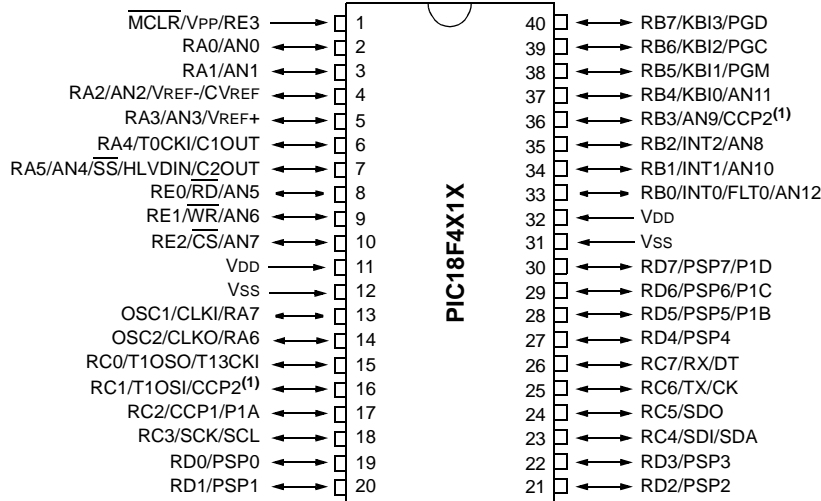 MCLR/VPP/RE3 1
RA0/AN0 2
RA1/AN1 3
RA2/AN2/VREF-/CVREF 4
RA3/AN3/VREF+ 5
RA4/T0CKI/C1OUT 6
RA5/AN4/SS/HLVDIN/C2OUT 7
RE0/RD/AN5 8
RE1/WR/AN6 9
RE2/CS/AN7 10
VDD 11
VSS 12
OSC1/CLKI/RA7 13
OSC2/CLKO/RA6 14
RC0/T1OSO/T13CKI 15
RC1/T1OSI/CCP2(1) 16
RC2/CCP1/P1A 17
RC3/SCK/SCL 18
RD0/PSP0 19
RD1/PSP1 20
PIC18F4X1X
40 RB7/KBI3/PGD
39 RB6/KBI2/PGC
38 RB5/KBI1/PGM
37 RB4/KBI0/AN11
36 RB3/AN9/CCP2(1)
35 RB2/INT2/AN8
34 RB1/INT1/AN10
33 RB0/INT0/FLT0/AN12
32 VDD
31 VSS
30 RD7/PSP7/P1D
29 RD6/PSP6/P1C
28 RD5/PSP5/P1B
27 RD4/PSP4
26 RC7/RX/DT
25 RC6/TX/CK
24 RC5/SDO
23 RC4/SDI/SDA
22 RD3/PSP3
21 RD2/PSP2